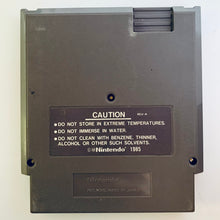 CAUTION
REV-A
• DO NOT STORE IN EXTREME TEMPERATURES.
• DO NOT IMMERSE IN WATER.
• DO NOT CLEAN WITH BENZENE, THINNER,
ALCOHOL OR OTHER SUCH SOLVENTS.
©®Nintendo® 1985